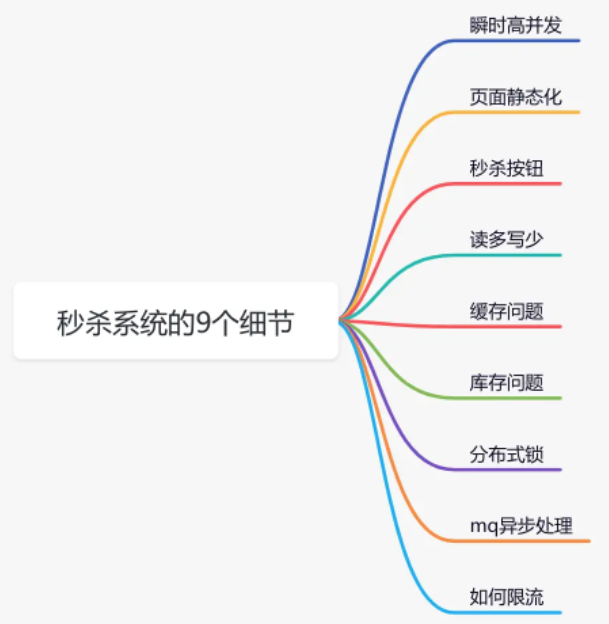 秒杀系统的9个细节
瞬时高并发
页面静态化
秒杀按钮
读多写少
缓存问题
库存问题
分布式锁
mq异步处理
如何限流